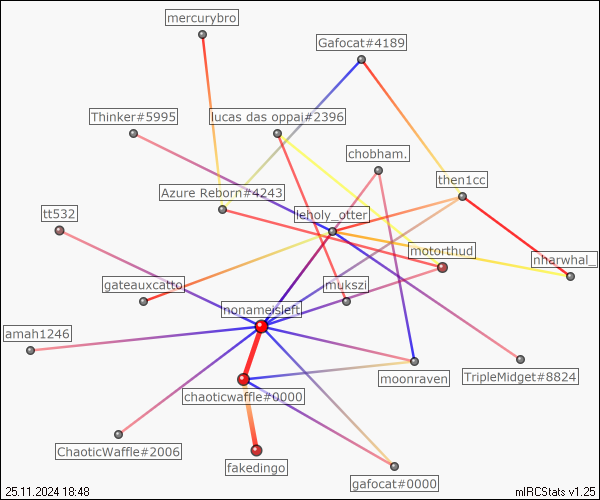 mercurybro
Gafocat#4189
Thinker#5995
lucas das oppai#2396
chobham.
then1cc
Azure Reborn#4243
tt532
leholy_otter
motorthud
nharwhal_
gateauxcatto
mukszi
nonameisleft
amah1246
moonraven
TripleMidget#8824
chaoticwaffle#0000
ChaoticWaffle#2006
fakedingo
gafocat#0000
25.11.2024 18:48
mIRCStats v1.25